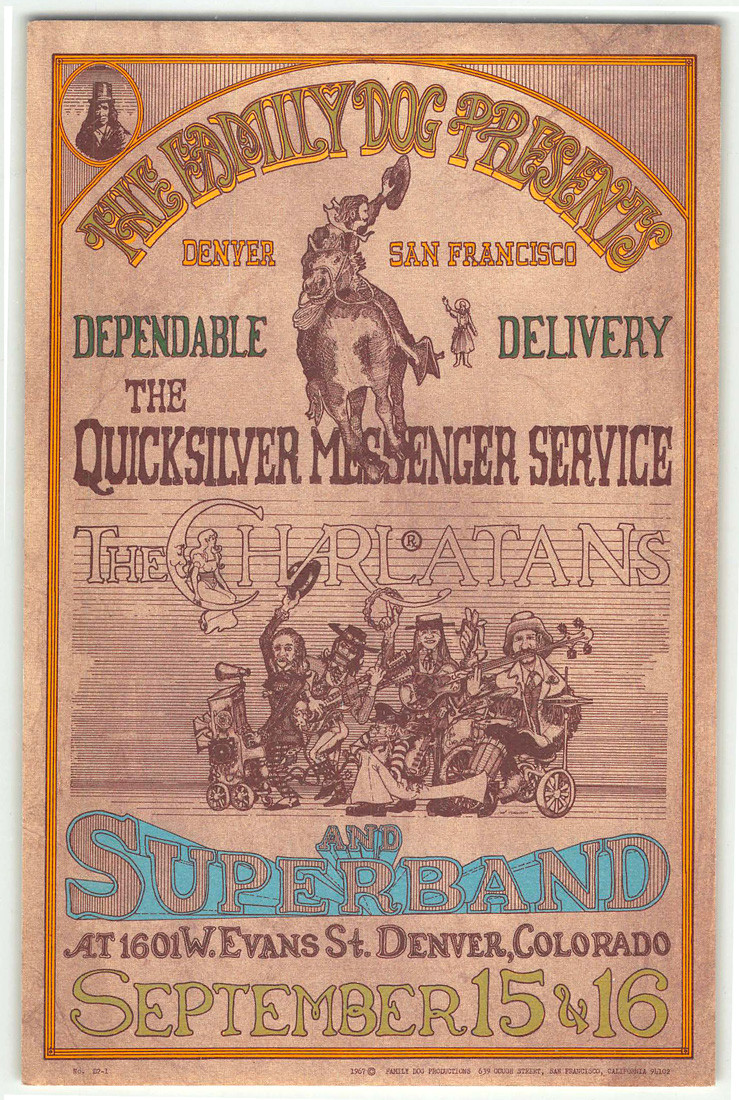 THE FAMILY DOG PRESENTS
DENVER SAN FRANCISCO
DEPENDABLE DELIVERY
THE
QUICKSILVER MESSENGER SERVICE
THE CHARLATANS ®
AND
SUPERBAND
AT 1601 W. EVANS ST. DENVER, COLORADO
SEPTEMBER 15 & 16
No. D7-1 1967 © FAMILY DOG PRODUCTIONS 639 GOUGH STREET, SAN FRANCISCO, CALIFORNIA 94102